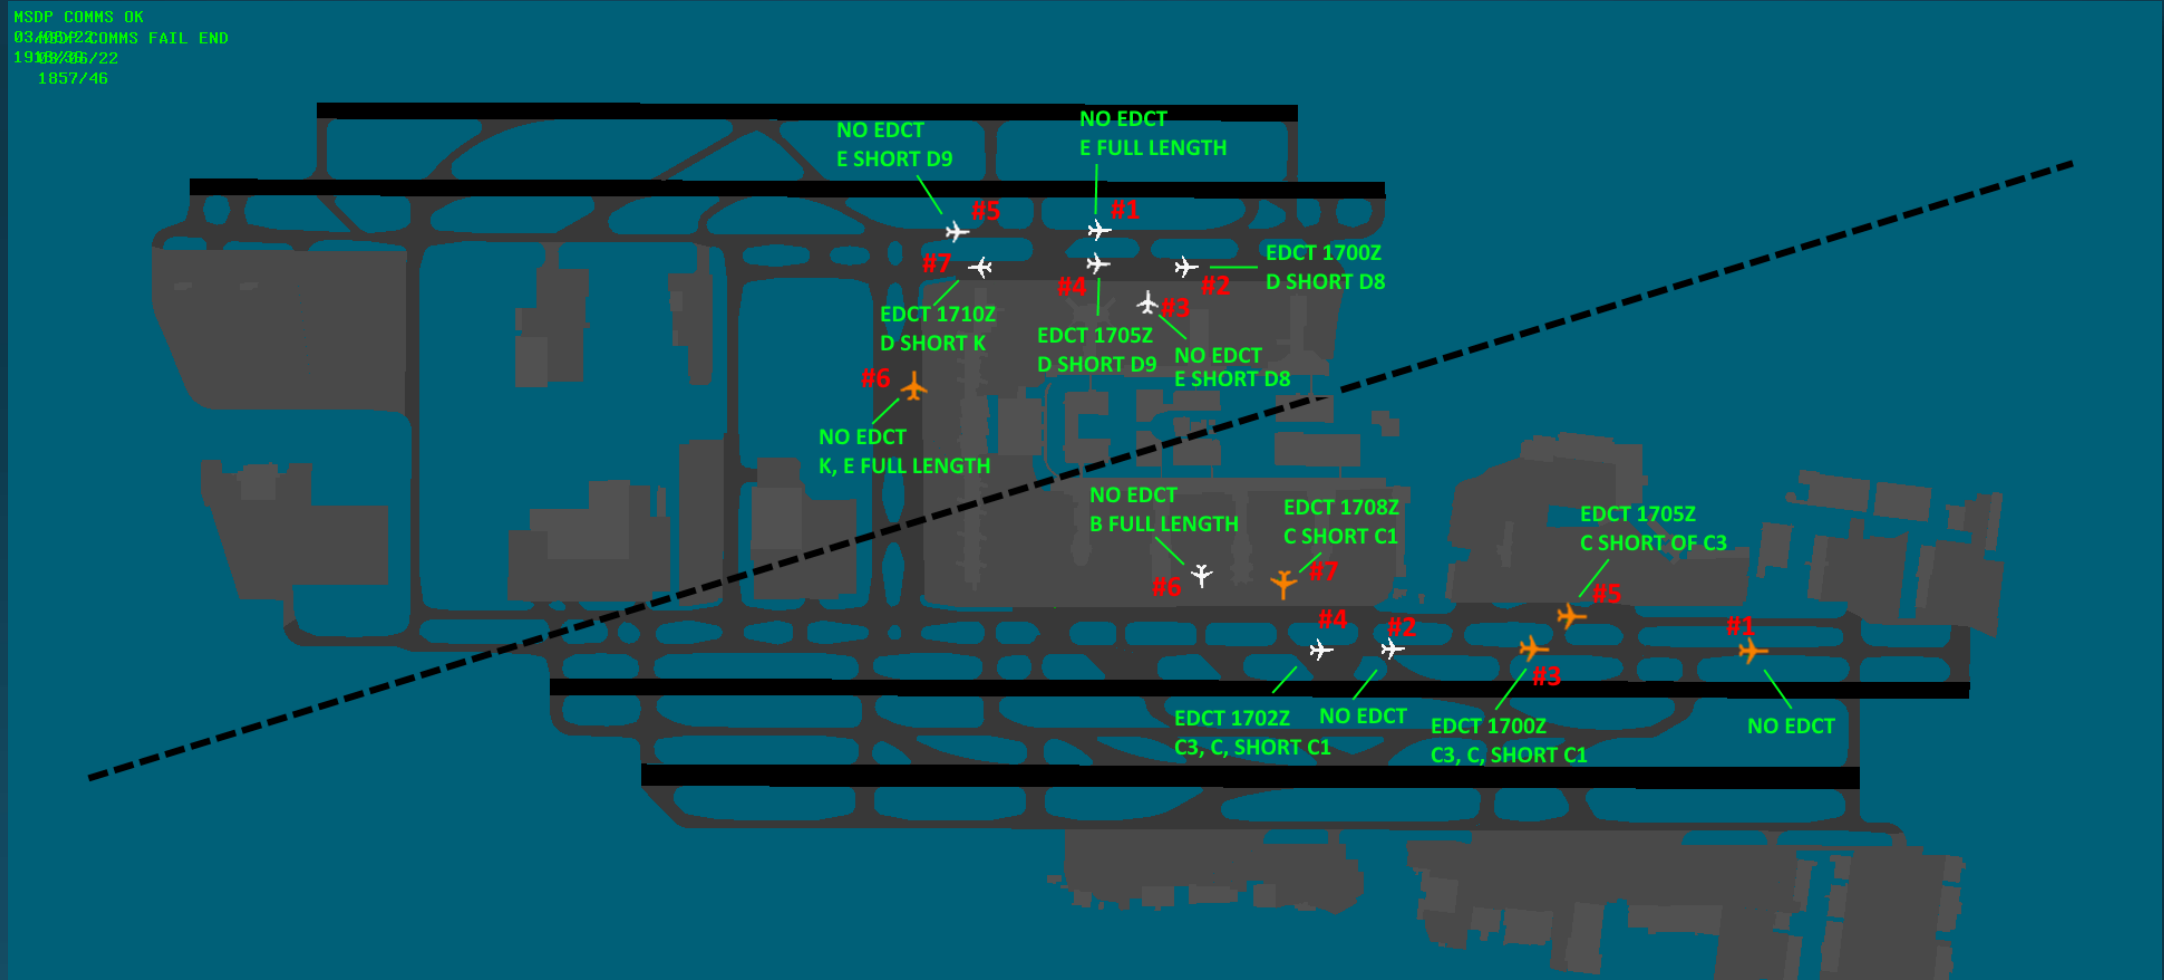 MSDP COMMS OK
MSDP COMMS FAIL END
1857/46
NO EDCT
E FULL LENGTH
NO EDCT
E SHORT D9
#5
#1
EDCT 1700Z
D SHORT D8
#7
#4
#2
#3
EDCT 1710Z
D SHORT K
EDCT 1705Z
D SHORT D9
NO EDCT
E SHORT D8
#6
NO EDCT
K, E FULL LENGTH
NO EDCT
B FULL LENGTH
EDCT 1708Z
C SHORT C1
EDCT 1705Z
C SHORT OF C3
#6
#7
#5
#4
#2
#1
#3
EDCT 1702Z
C3, C, SHORT C1
NO EDCT
EDCT 1700Z
C3, C, SHORT C1
NO EDCT